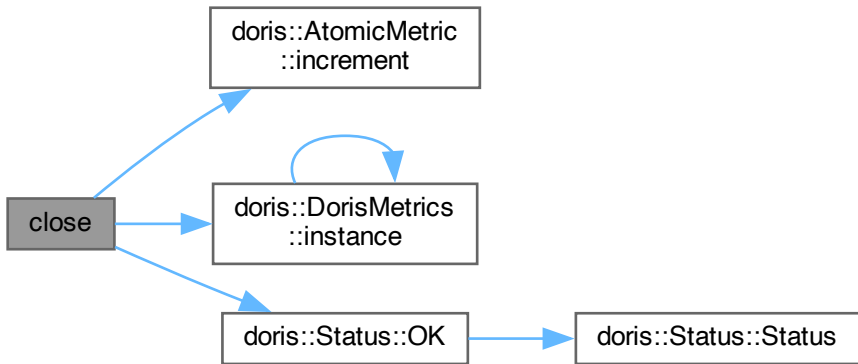 doris::AtomicMetric
::increment
close
doris::DorisMetrics
::instance
doris::Status::OK
doris::Status::Status